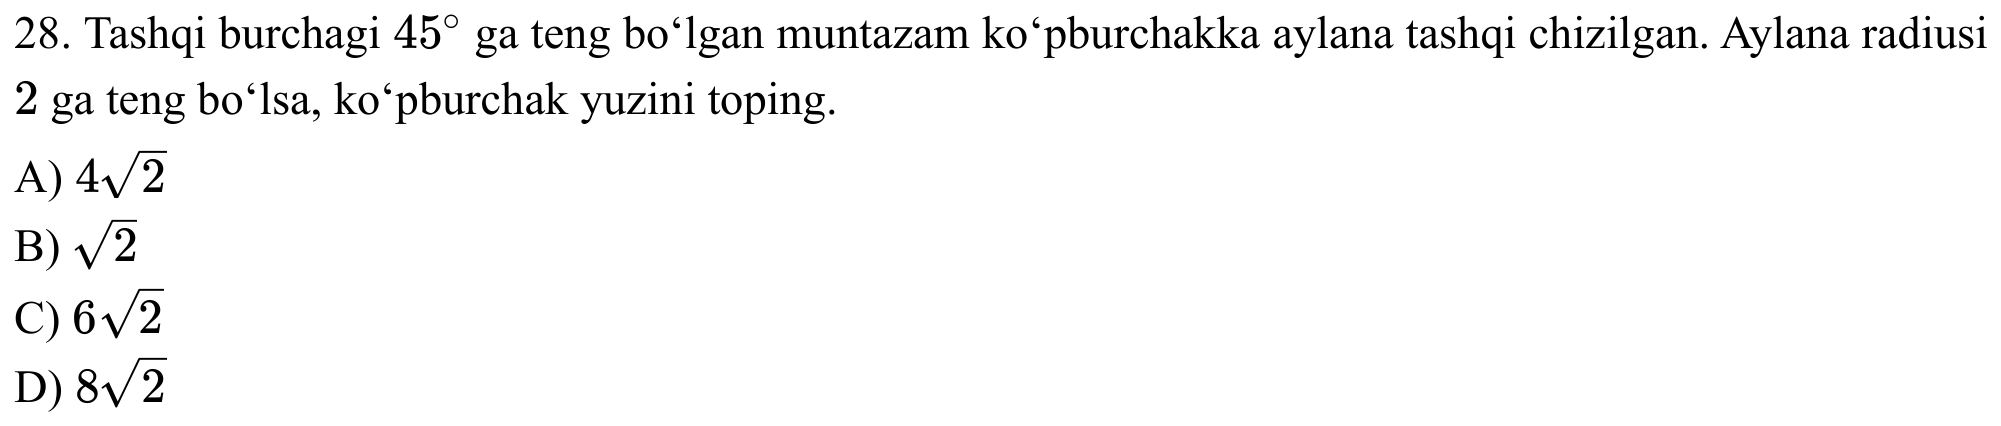 28. Tashqi burchagi 45° ga teng bo‘lgan muntazam ko‘pburchakka aylana tashqi chizilgan. Aylana radiusi
2 ga teng bo‘lsa, ko‘pburchak yuzini toping.
A) 4√2
B) √2
C) 6√2
D) 8√2